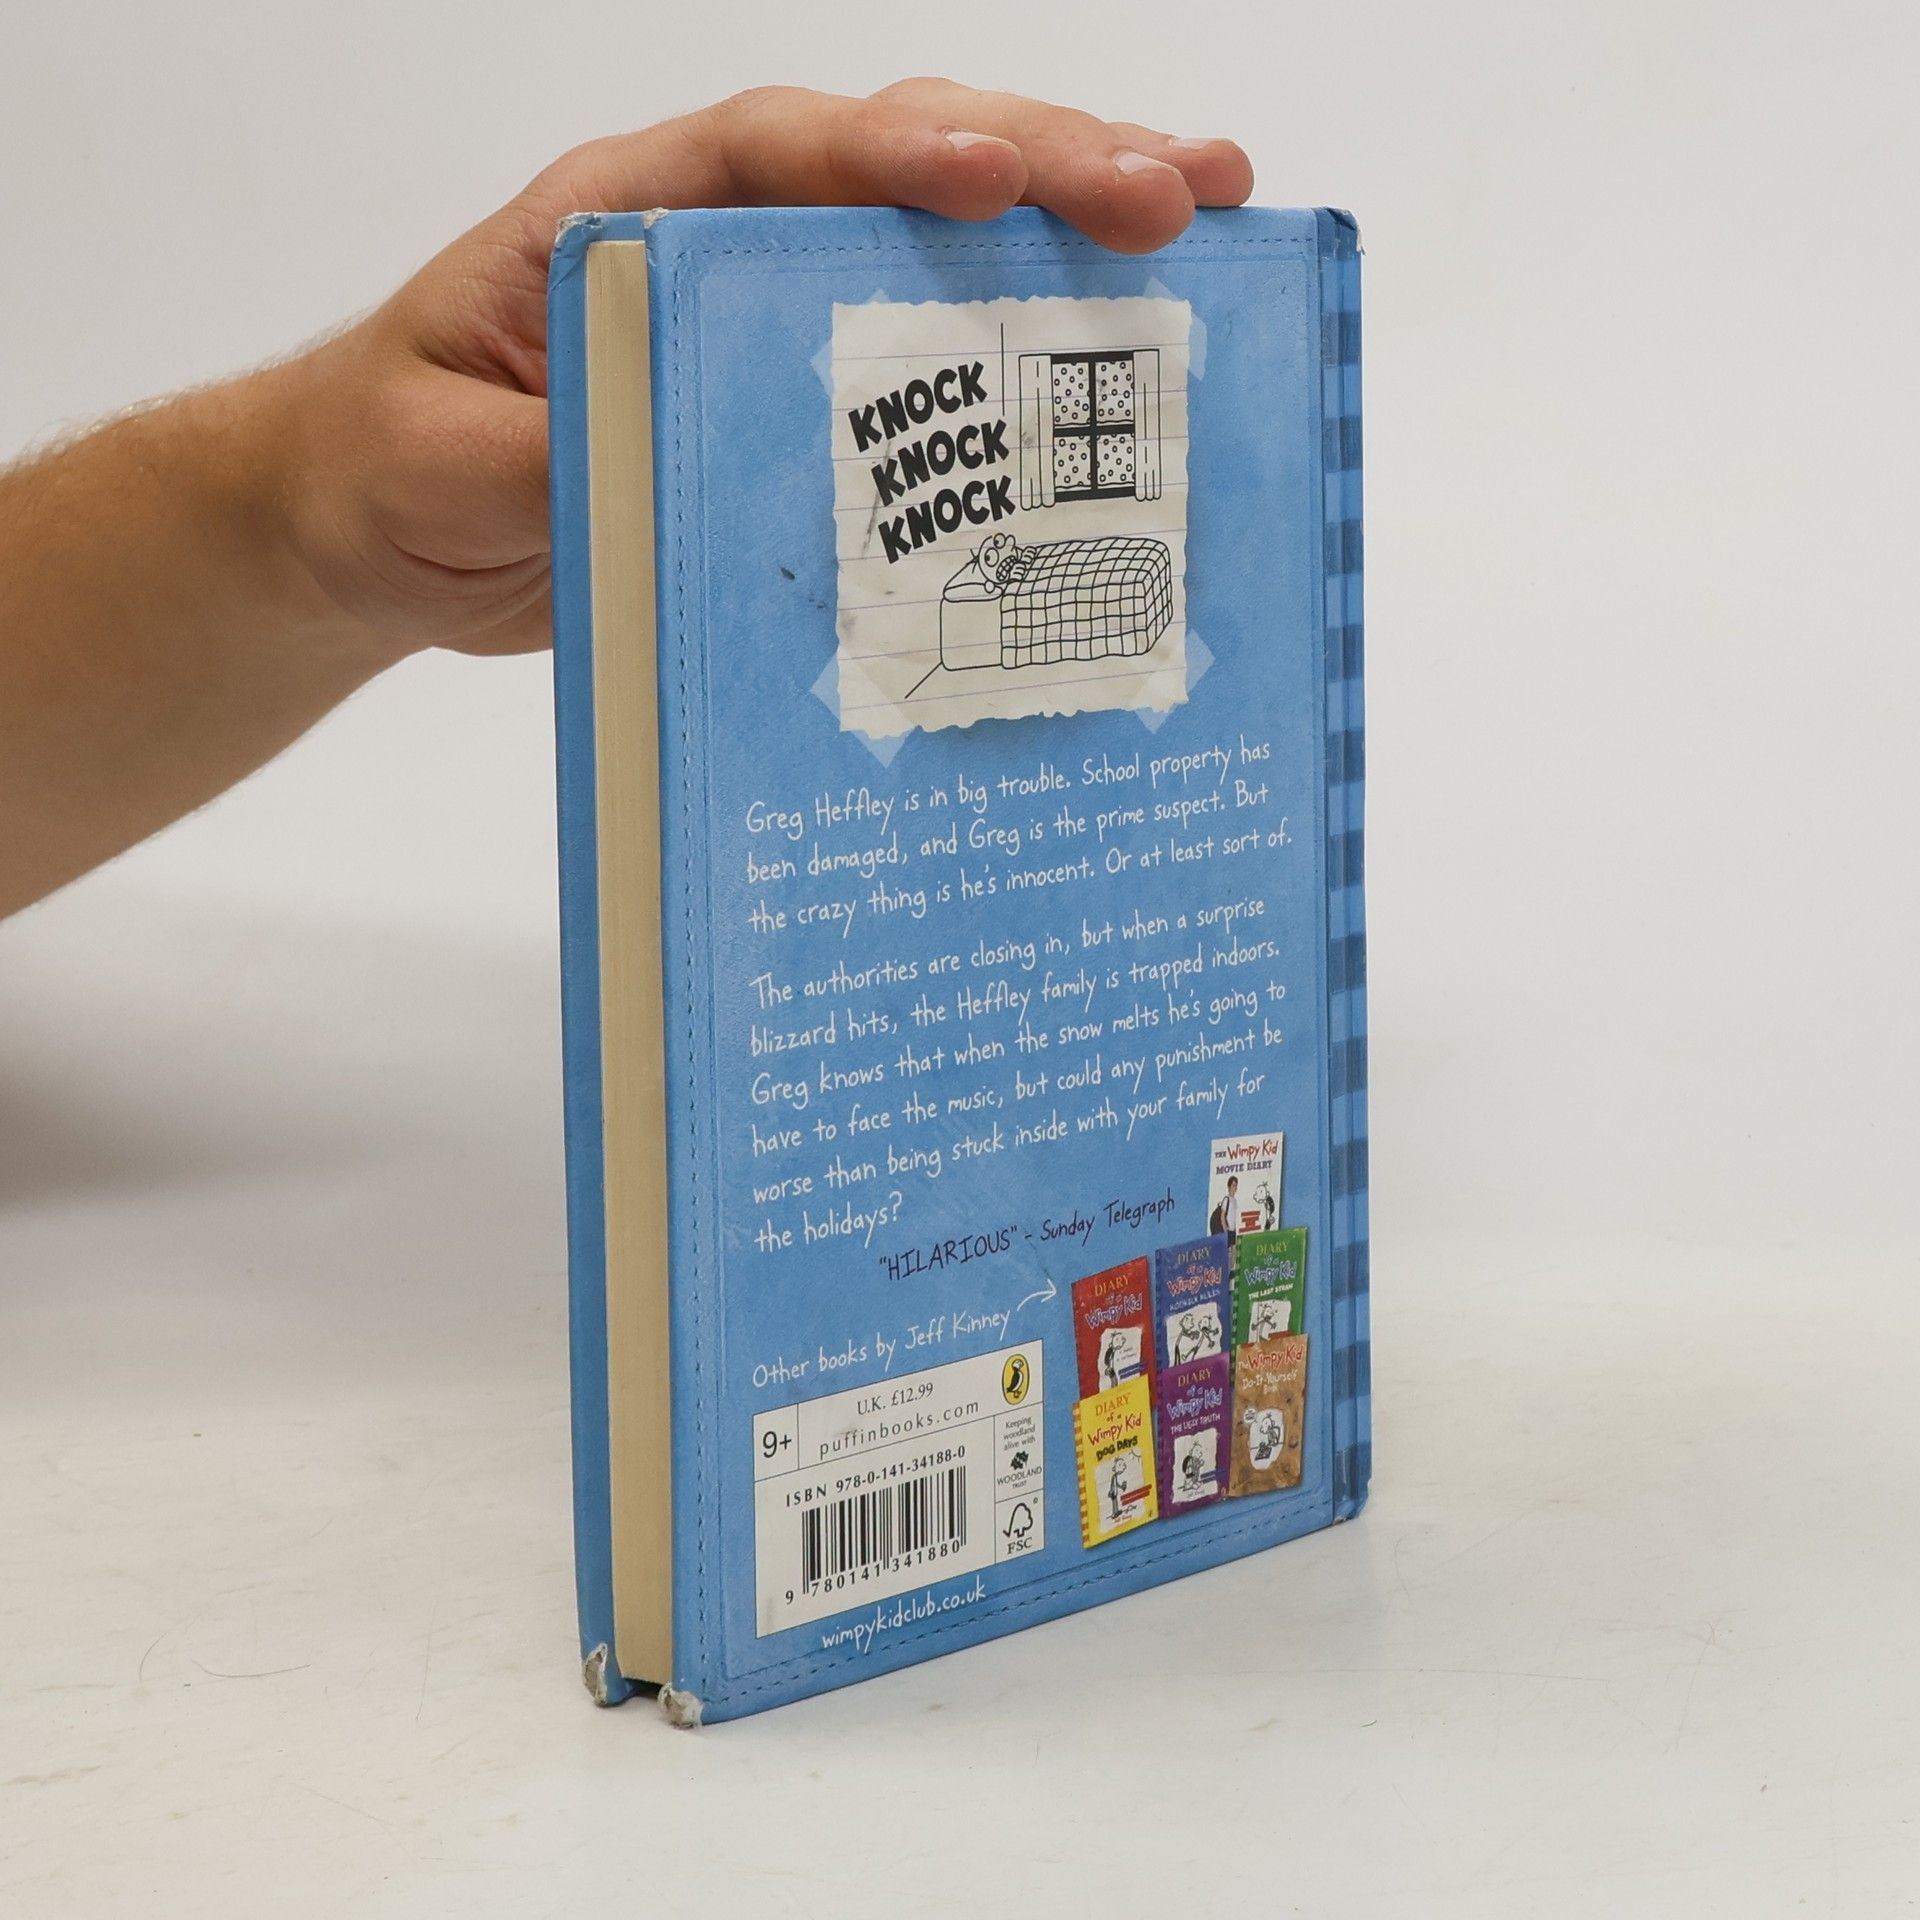 KNOCK
KNOCK
KNOCK
Greg Heffley is in big trouble. School property has
been damaged, and Greg is the prime suspect. But
the crazy thing is he's innocent. Or at least sort of.
The authorities are closing in, but when a surprise
blizzard hits, the Heffley family is trapped indoors.
Greg knows that when the snow melts he's going to
have to face the music, but could any punishment be
worse than being stuck inside with your family for
the holidays?
"HILARIOUS" - Sunday Telegraph
Other books by Jeff Kinney
THE Wimpy Kid
MOVIE DIARY
DIARY
of a
Wimpy Kid
DIARY
of a
Wimpy Kid
RODRICK RULES
DIARY
of a
Wimpy Kid
THE LAST STRAW
DIARY
of a
Wimpy Kid
DOG DAYS
DIARY
of a
Wimpy Kid
THE UGLY TRUTH
Wimpy Kid
Do-It-Yourself
Book
9+
U.K. £12.99
puffinbooks.com
Keeping
woodland
alive with
WOODLAND
TRUST
FSC
ISBN 978-0-141-34188-0
9 780141 341880
wimpykidclub.co.uk